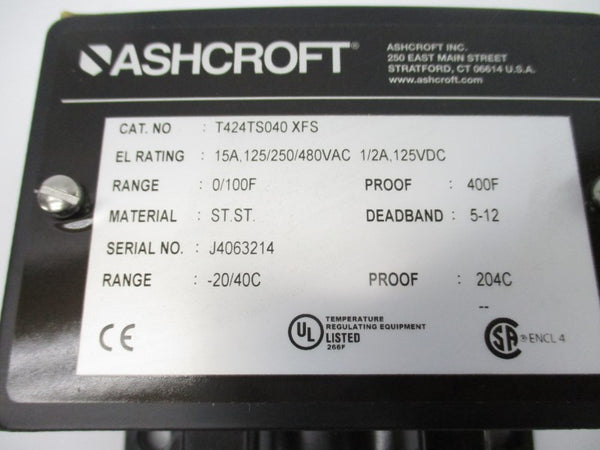 ASHCROFT®
ASHCROFT INC.
250 EAST MAIN STREET
STRATFORD, CT 06614 U.S.A.
www.ashcroft.com
CAT. NO : T424TS040 XFS
EL RATING : 15A,125/250/480VAC 1/2A,125VDC
RANGE : 0/100F PROOF : 400F
MATERIAL : ST.ST. DEADBAND : 5-12
SERIAL NO. : J4063214
RANGE : -20/40C PROOF : 204C
--
CE
UL
TEMPERATURE
REGULATING EQUIPMENT
LISTED
266F
SA ® ENCL 4